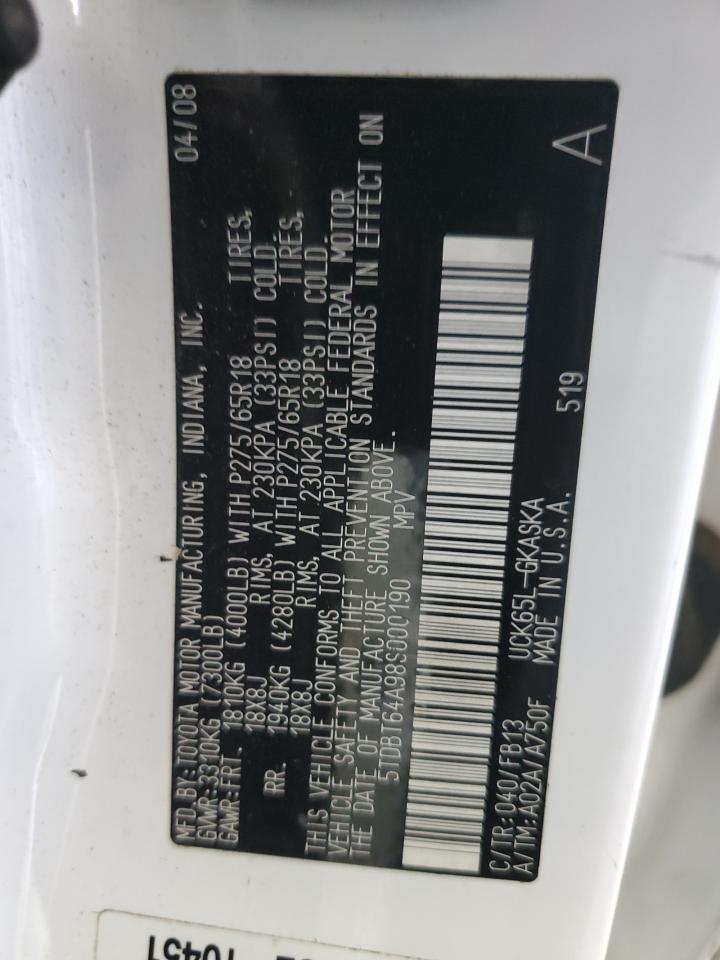 MFD BY:TOYOTA MOTOR MANUFACTURING, INDIANA, INC. 04/08
GVWR:3310KG (7300LB)
GAWR:FRT. 1810KG (4000LB) WITH P275/65R18 TIRES,
18X8J RIMS, AT 230KPA (33PSI) COLD.
RR. 1940KG (4280LB) WITH P275/65R18 TIRES,
18X8J RIMS, AT 230KPA (33PSI) COLD.
THIS VEHICLE CONFORMS TO ALL APPLICABLE FEDERAL MOTOR
VEHICLE SAFETY AND THEFT PREVENTION STANDARDS IN EFFECT ON
THE DATE OF MANUFACTURE SHOWN ABOVE.
5TDBT64A98S000190 MPV
C/TR:040/FB13 UCK65L-GKASKA 519 A
A/TM:A02A/A750F MADE IN U.S.A.
10451